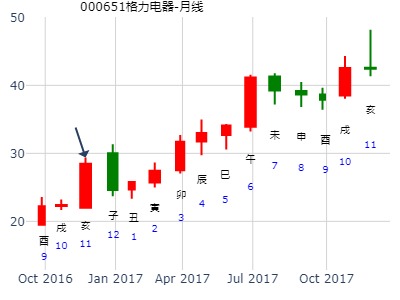 000651格力电器-月线
50
40
30
20
酉
戌
亥
子
丑
寅
卯
辰
巳
午
未
申
酉
戌
亥
9
10
11
12
1
2
3
4
5
6
7
8
9
10
11
Oct 2016
Jan 2017
Apr 2017
Jul 2017
Oct 2017